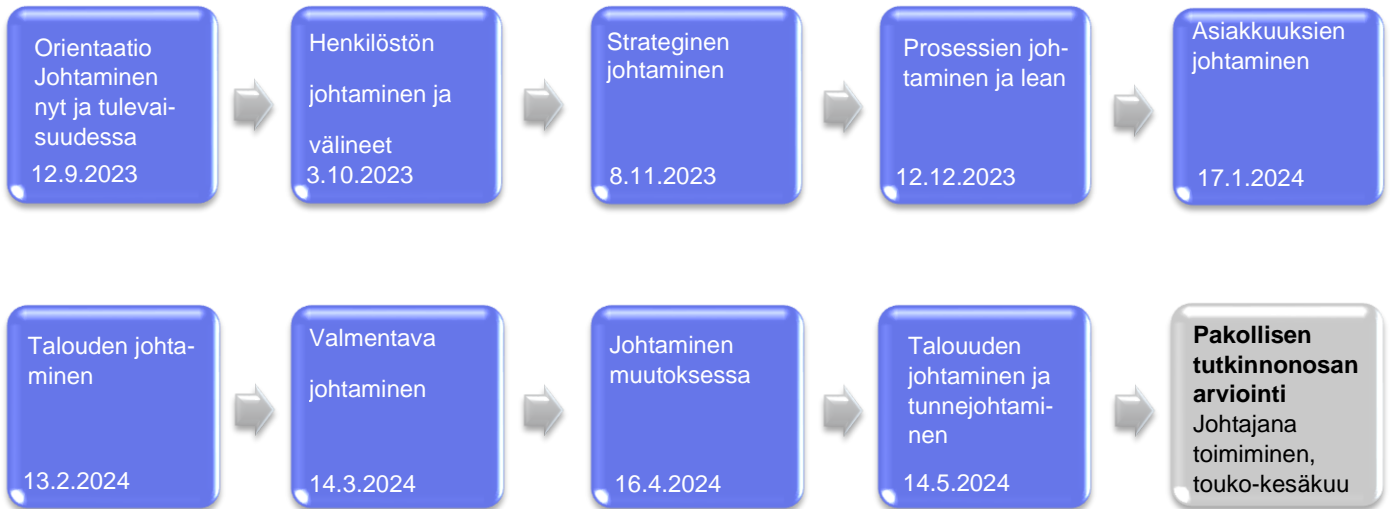 Orientaatio
Johtaminen
nyt ja tulevai-
suudessa
12.9.2023
Henkilöstön
johtaminen ja
välineet
3.10.2023
Strateginen
johtaminen
8.11.2023
Prosessien joh-
taminen ja lean
12.12.2023
Asiakkuuksien
johtaminen
17.1.2024
Talouden johta-
minen
13.2.2024
Valmentava
johtaminen
14.3.2024
Johtaminen
muutoksessa
16.4.2024
Talouuden
johtaminen ja
tunnejohtami-
nen
14.5.2024
Pakollisen
tutkinnonosan
arviointi
Johtajana
toimiminen,
touko-kesäkuu